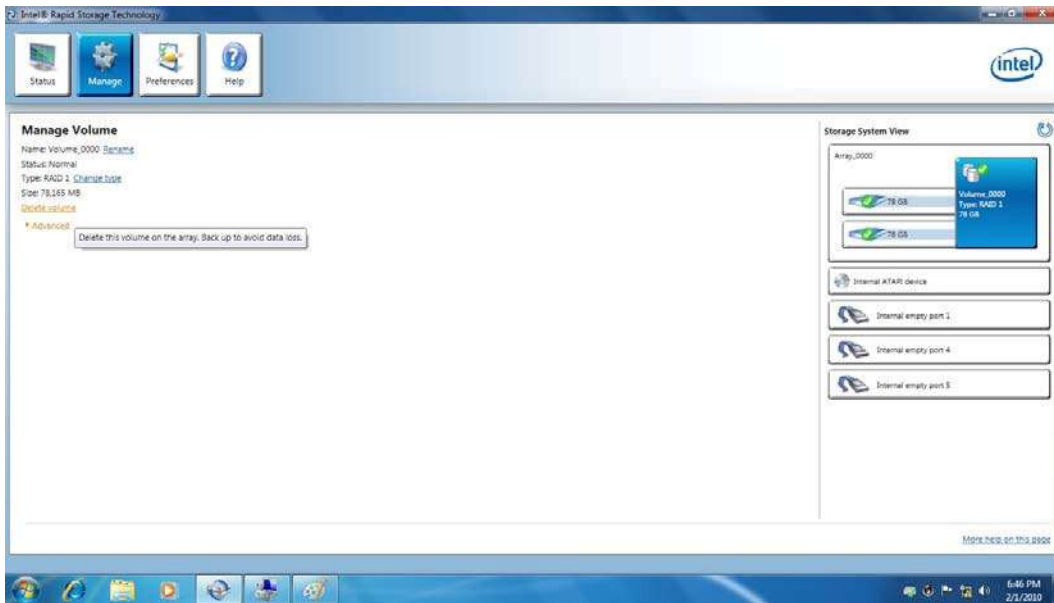 Intel® Rapid Storage Technology
Status
Manage
Preferences
Help
intel
Manage Volume
Name: Volume_0000 Rename
Status: Normal
Type: RAID 1 Change type
Size: 78,165 MB
Delete volume
Advanced
Delete this volume on the array. Back up to avoid data loss.
Storage System View
Array_0000
78 GB
78 GB
Volume_0000
Type: RAID 1
78 GB
Internal ATAPI device
Internal empty port 1
Internal empty port 4
Internal empty port 5
More help on this page
6:46 PM
2/1/2010